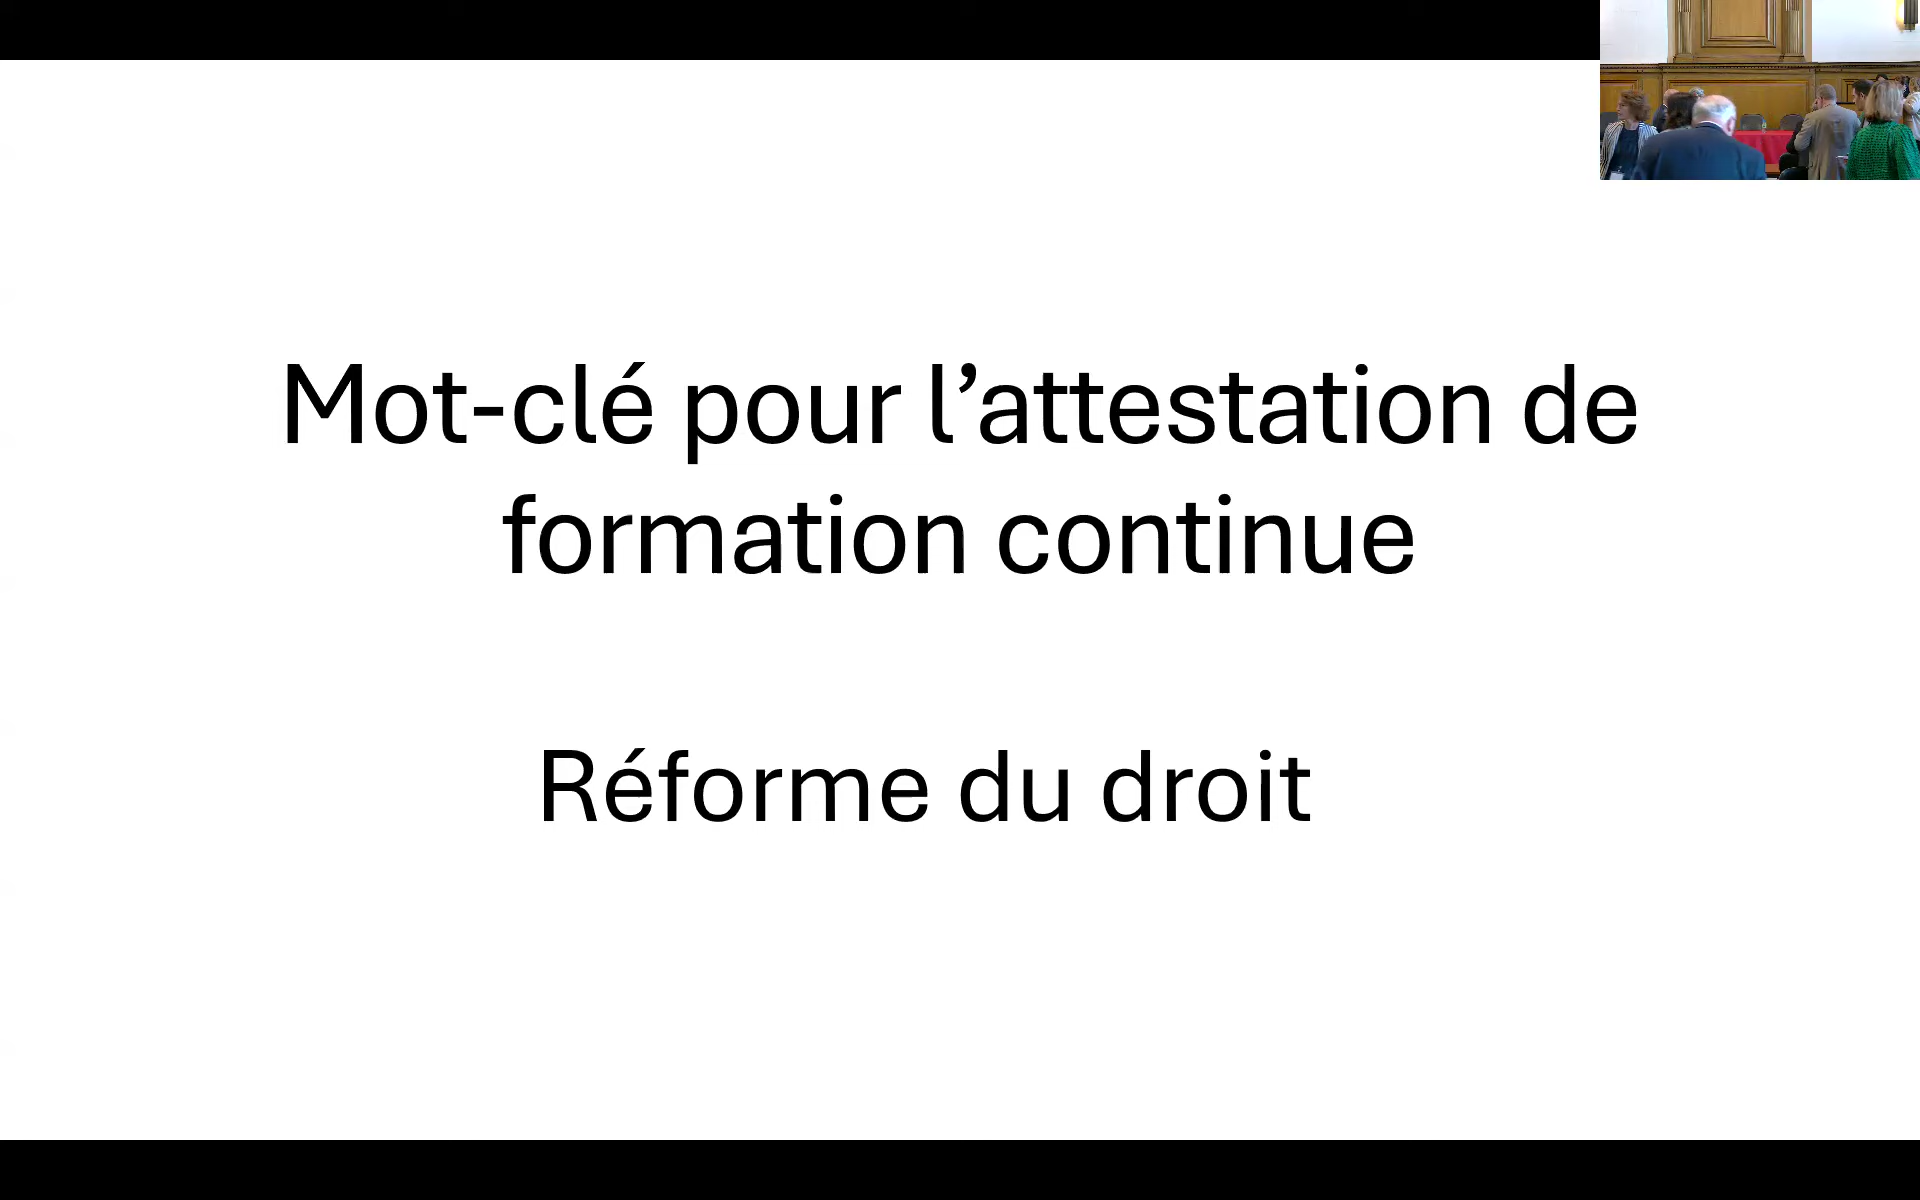 Mot-clé pour l’attestation de
formation continue
Réforme du droit